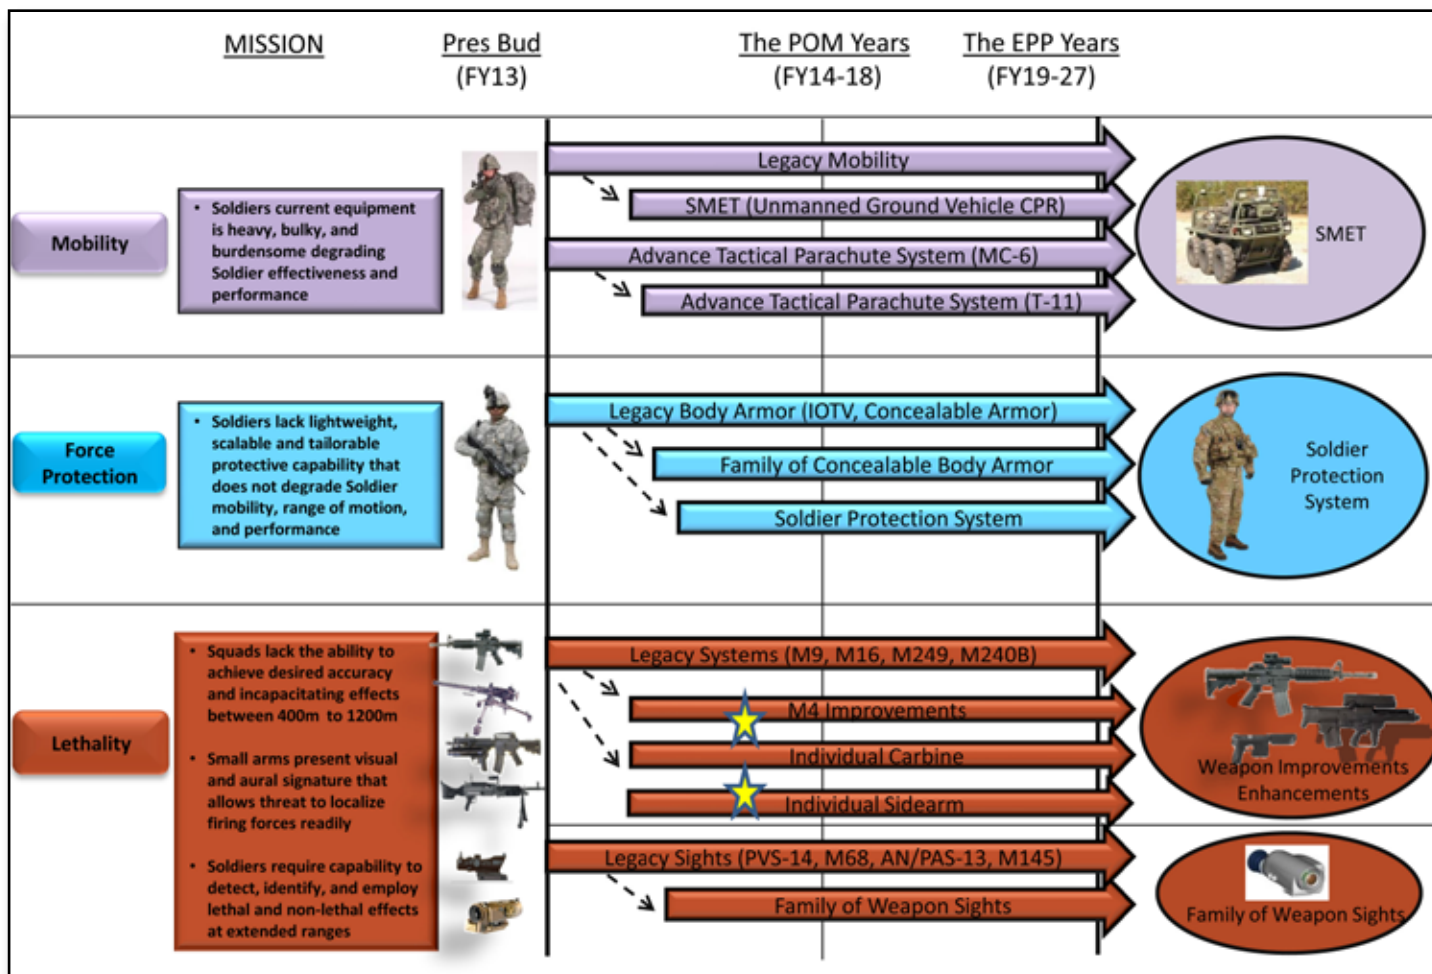 MISSION
Pres Bud
(FY13)
The POM Years
(FY14-18)
The EPP Years
(FY19-27)
Mobility
• Soldiers current equipment
is heavy, bulky, and
burdensome degrading
Soldier effectiveness and
performance
Legacy Mobility
SMET (Unmanned Ground Vehicle CPR)
Advance Tactical Parachute System (MC-6)
Advance Tactical Parachute System (T-11)
SMET
Force
Protection
• Soldiers lack lightweight,
scalable and tailorable
protective capability that
does not degrade Soldier
mobility, range of motion,
and performance
Legacy Body Armor (IOTV, Concealable Armor)
Family of Concealable Body Armor
Soldier Protection System
Soldier
Protection
System
Lethality
• Squads lack the ability to
achieve desired accuracy
and incapacitating effects
between 400m to 1200m
• Small arms present visual
and aural signature that
allows threat to localize
firing forces readily
• Soldiers require capability to
detect, identify, and employ
lethal and non-lethal effects
at extended ranges
Legacy Systems (M9, M16, M249, M240B)
M4 Improvements
Individual Carbine
Individual Sidearm
Legacy Sights (PVS-14, M68, AN/PAS-13, M145)
Family of Weapon Sights
Weapon Improvements
Enhancements
Family of Weapon Sights